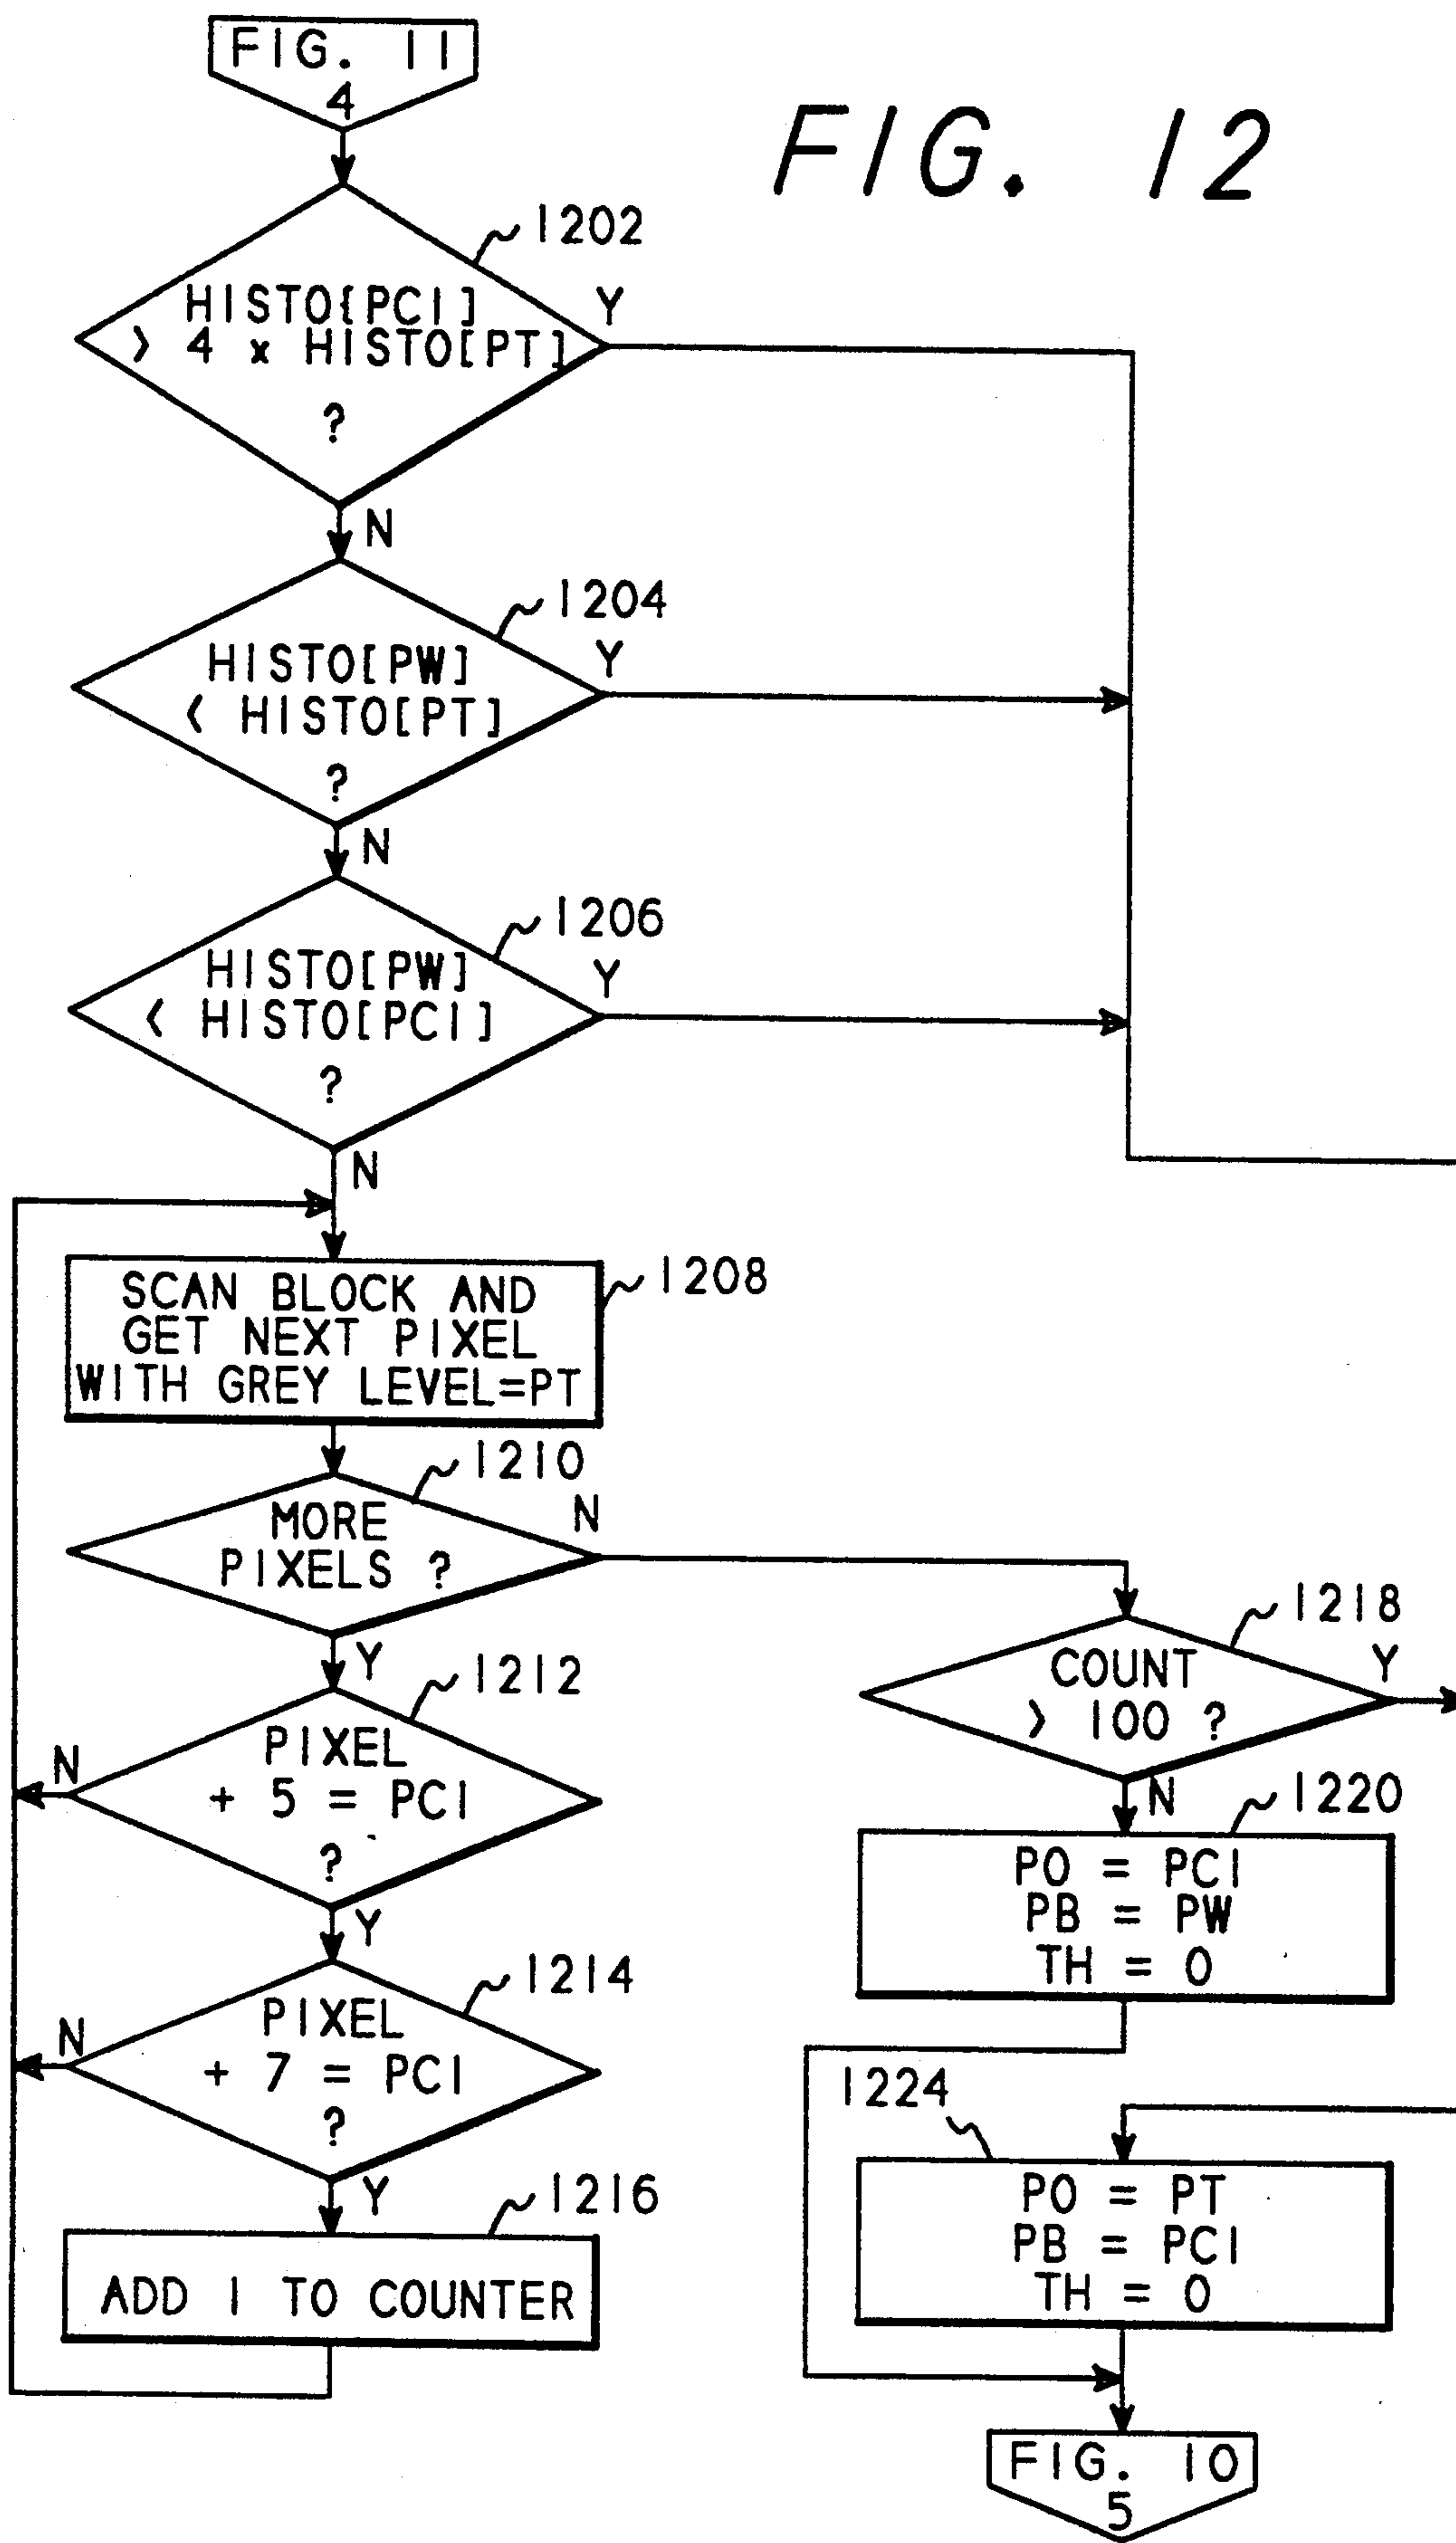 FIG. 11
4
FIG. 12
1202
HISTO[PCI]
> 4 x HISTO[PT]
?
Y
N
1204
HISTO[PW]
< HISTO[PT]
?
Y
N
1206
HISTO[PW]
< HISTO[PCI]
?
Y
N
1208
SCAN BLOCK AND
GET NEXT PIXEL
WITH GREY LEVEL=PT
1210
MORE
PIXELS ?
N
Y
1212
PIXEL
+ 5 = PCI
?
N
Y
1214
PIXEL
+ 7 = PCI
?
N
Y
1216
ADD 1 TO COUNTER
1218
COUNT
> 100 ?
Y
N
1220
PO = PCI
PB = PW
TH = 0
1224
PO = PT
PB = PCI
TH = 0
FIG. 10
5